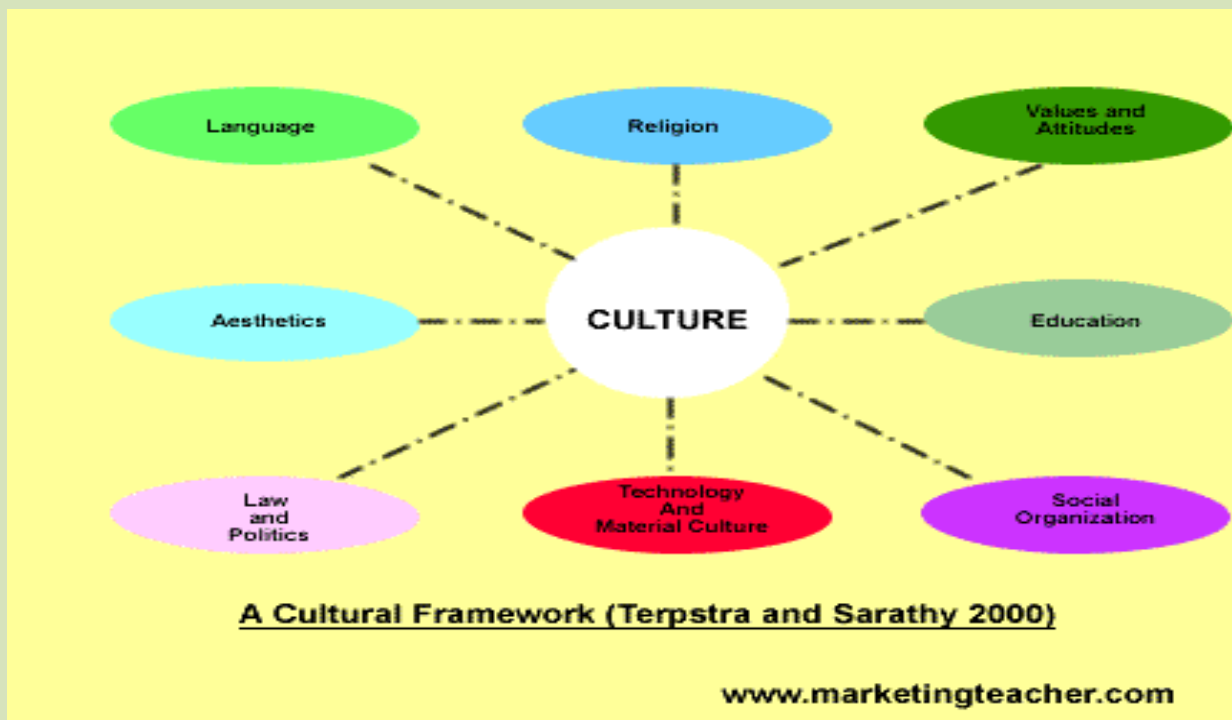 Language
Religion
Values and
Attitudes
Aesthetics
CULTURE
Education
Law
and
Politics
Technology
And
Material Culture
Social
Organization
A Cultural Framework (Terpstra and Sarathy 2000)
www.marketingteacher.com